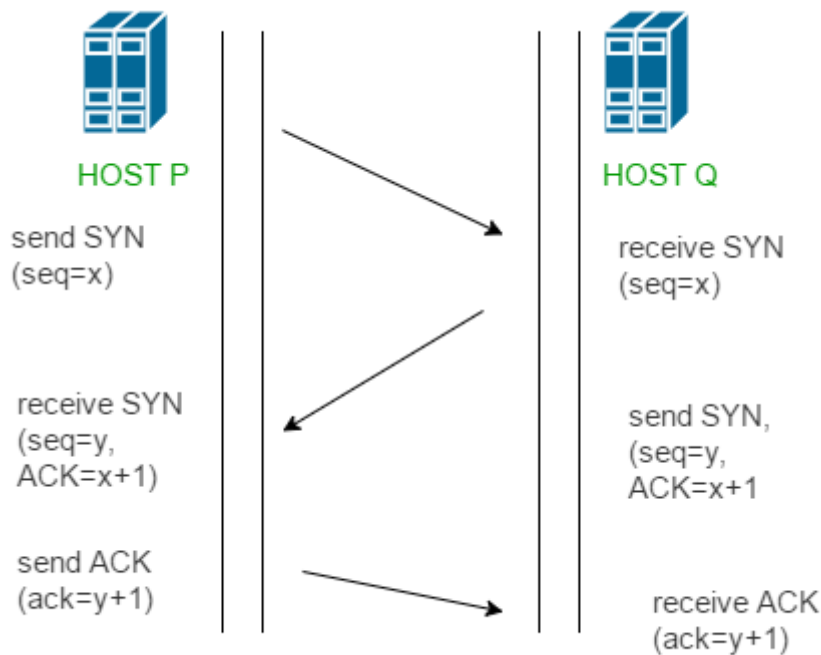 HOST P
HOST Q
send SYN
(seq=x)
receive SYN
(seq=x)
receive SYN
(seq=y,
ACK=x+1)
send SYN,
(seq=y,
ACK=x+1
send ACK
(ack=y+1)
receive ACK
(ack=y+1)